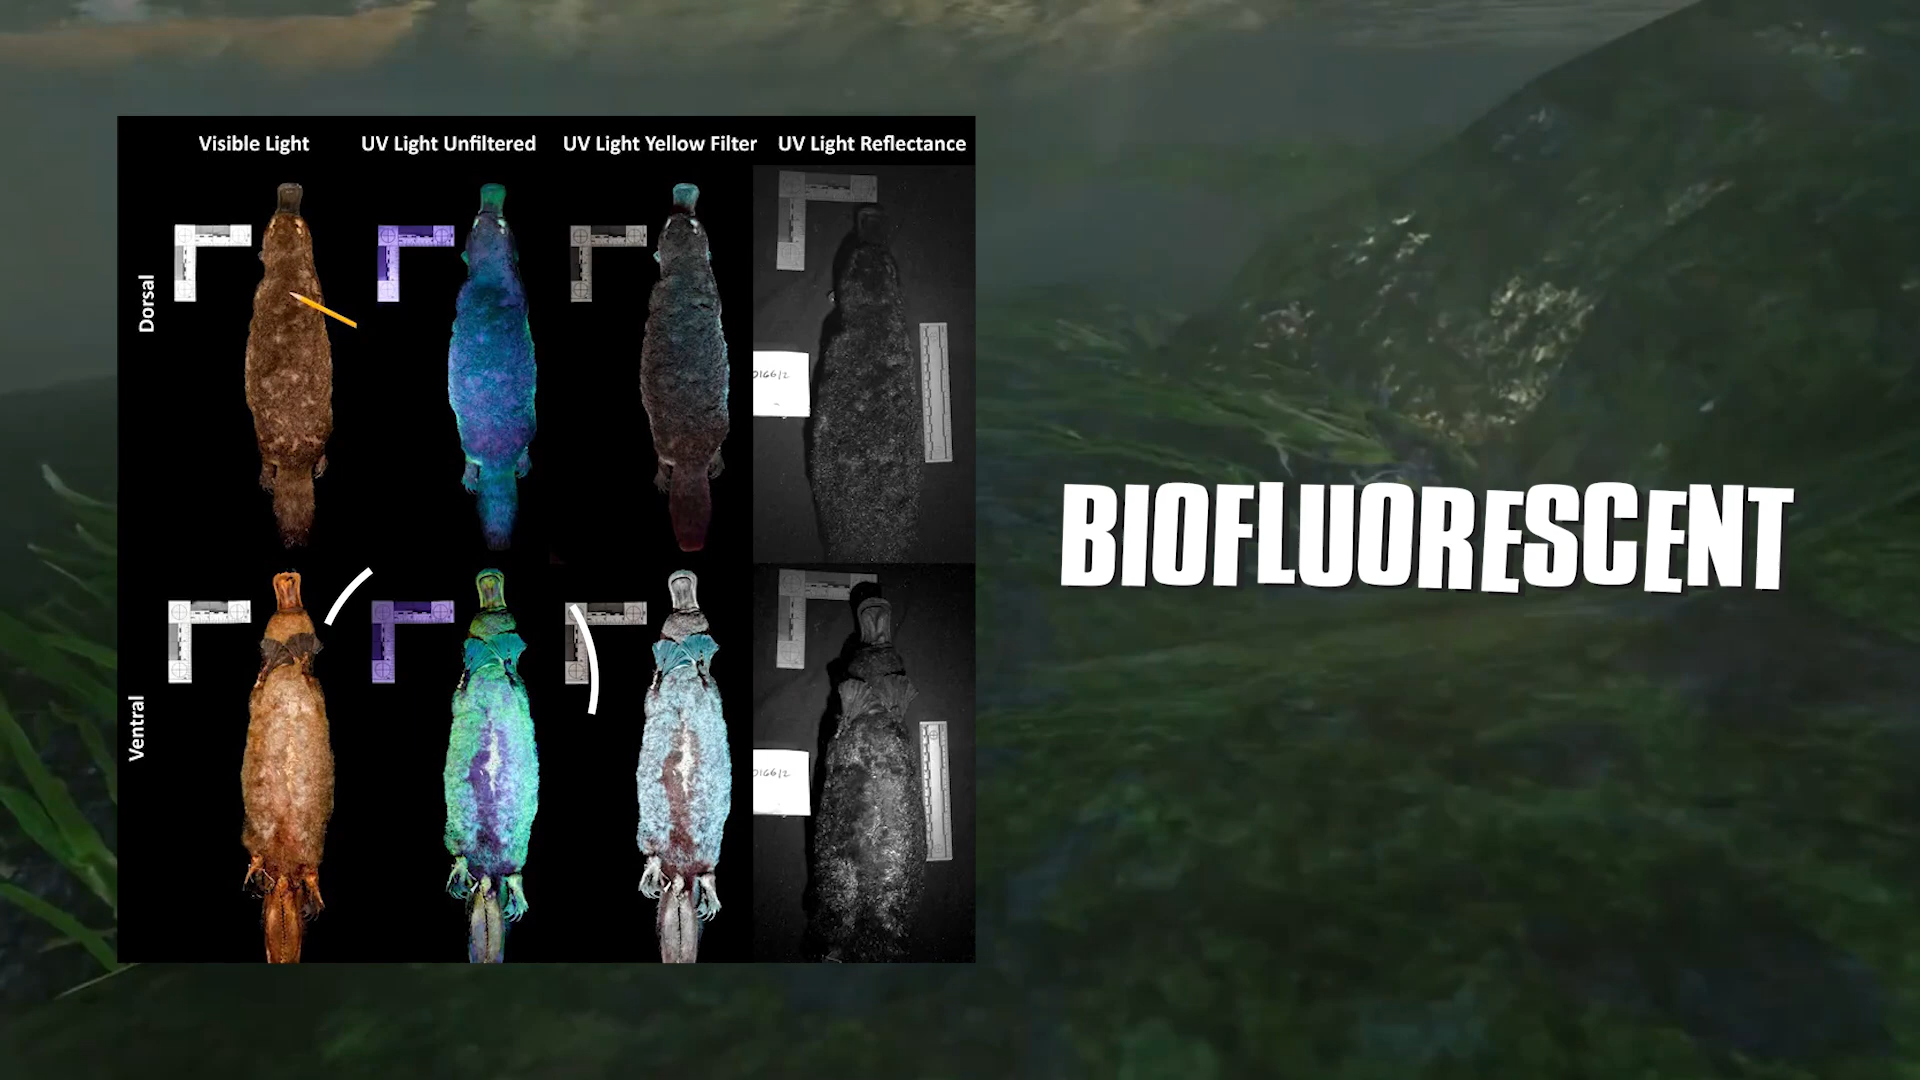 Visible Light
UV Light Unfiltered
UV Light Yellow Filter
UV Light Reflectance
Dorsal
Ventral
BIOFLUORESCENT